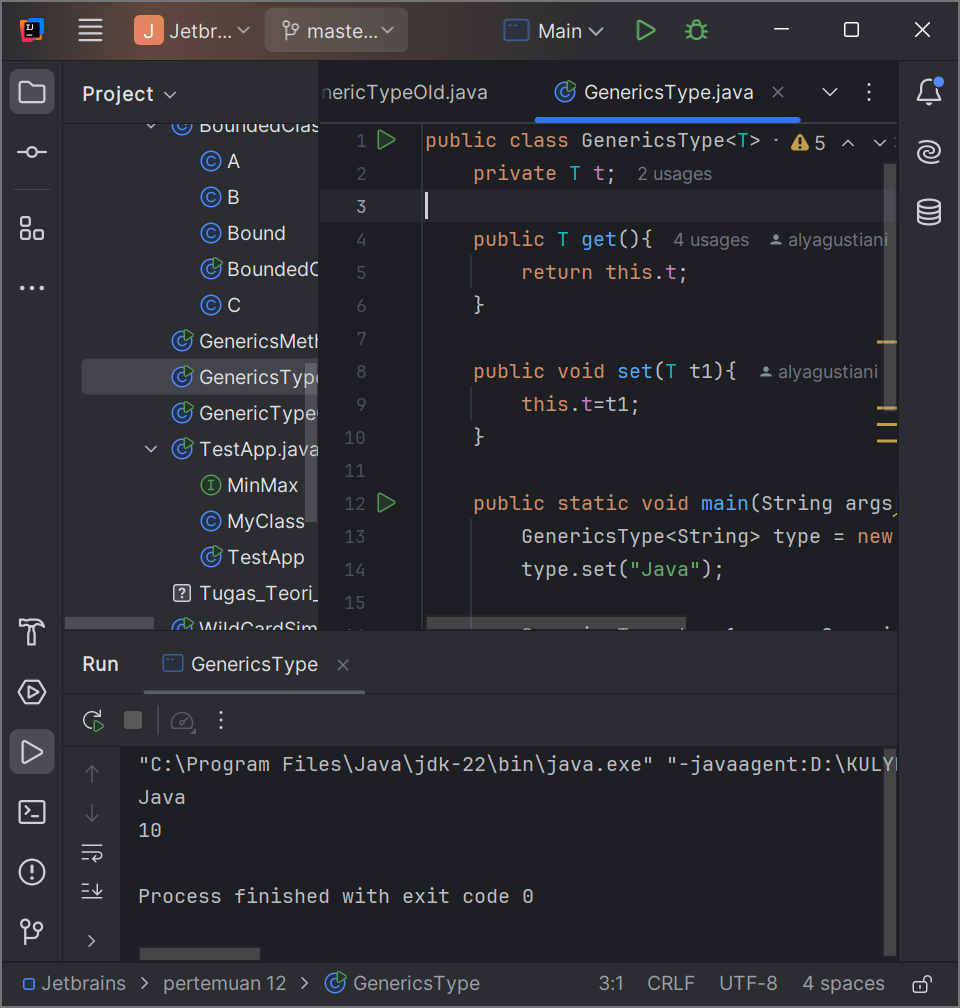 J Jetbr... maste... Main
Project
BoundedClas
A
B
Bound
BoundedC
C
GenericsMeth
GenericsType
GenericType
TestApp.java
MinMax
MyClass
TestApp
Tugas_Teori_
WildCardSim
nericTypeOld.java GenericsType.java
1 public class GenericsType<T> 5
2 private T t; 2 usages
3
4 public T get(){ 4 usages alyagustiani
5 return this.t;
6 }
7
8 public void set(T t1){ alyagustiani
9 this.t=t1;
10 }
11
12 public static void main(String args
13 GenericsType<String> type = new
14 type.set("Java");
15
Run GenericsType
"C:\Program Files\Java\jdk-22\bin\java.exe" "-javaagent:D:\KULY
Java
10
Process finished with exit code 0
Jetbrains > pertemuan 12 > GenericsType 3:1 CRLF UTF-8 4 spaces